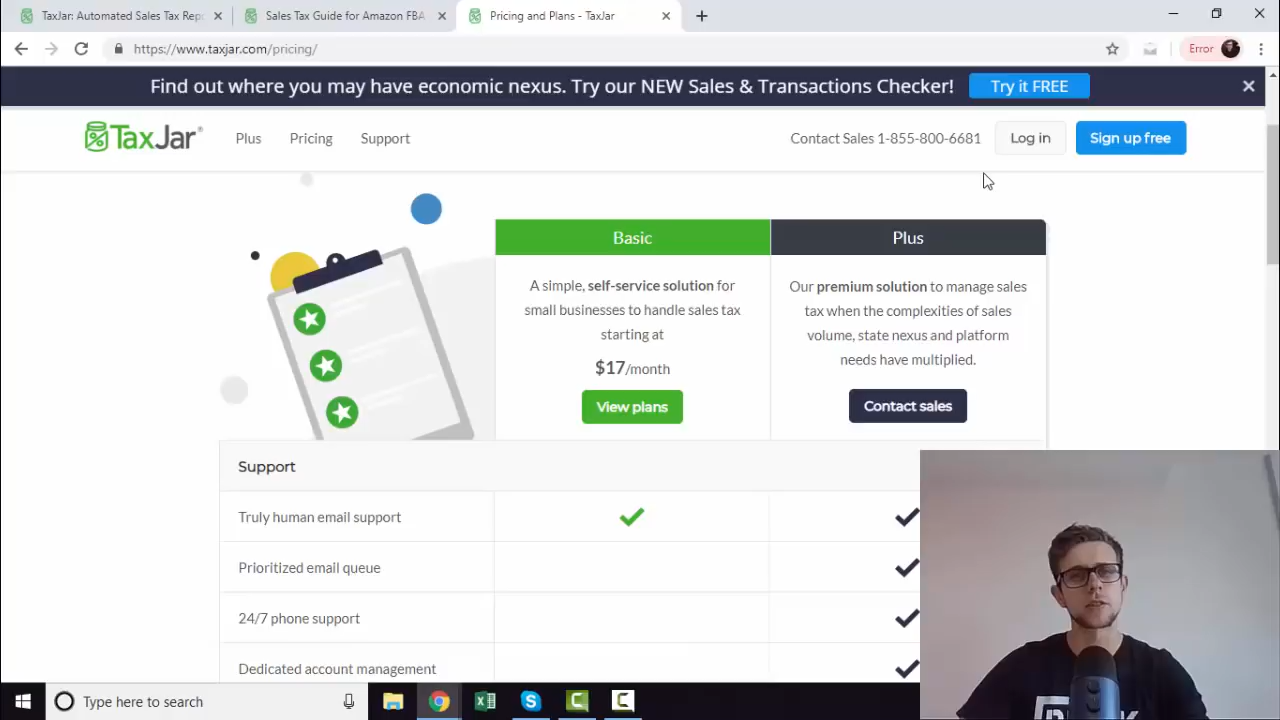 TaxJar: Automated Sales Tax Repo
Sales Tax Guide for Amazon FBA
Pricing and Plans - TaxJar
https://www.taxjar.com/pricing/
Error
Find out where you may have economic nexus. Try our NEW Sales & Transactions Checker!
Try it FREE
TaxJar®
Plus
Pricing
Support
Contact Sales 1-855-800-6681
Log in
Sign up free
Basic
A simple, self-service solution for
small businesses to handle sales tax
starting at
$17/month
View plans
Plus
Our premium solution to manage sales
tax when the complexities of sales
volume, state nexus and platform
needs have multiplied.
Contact sales
Support
Truly human email support
Prioritized email queue
24/7 phone support
Dedicated account management
Type here to search